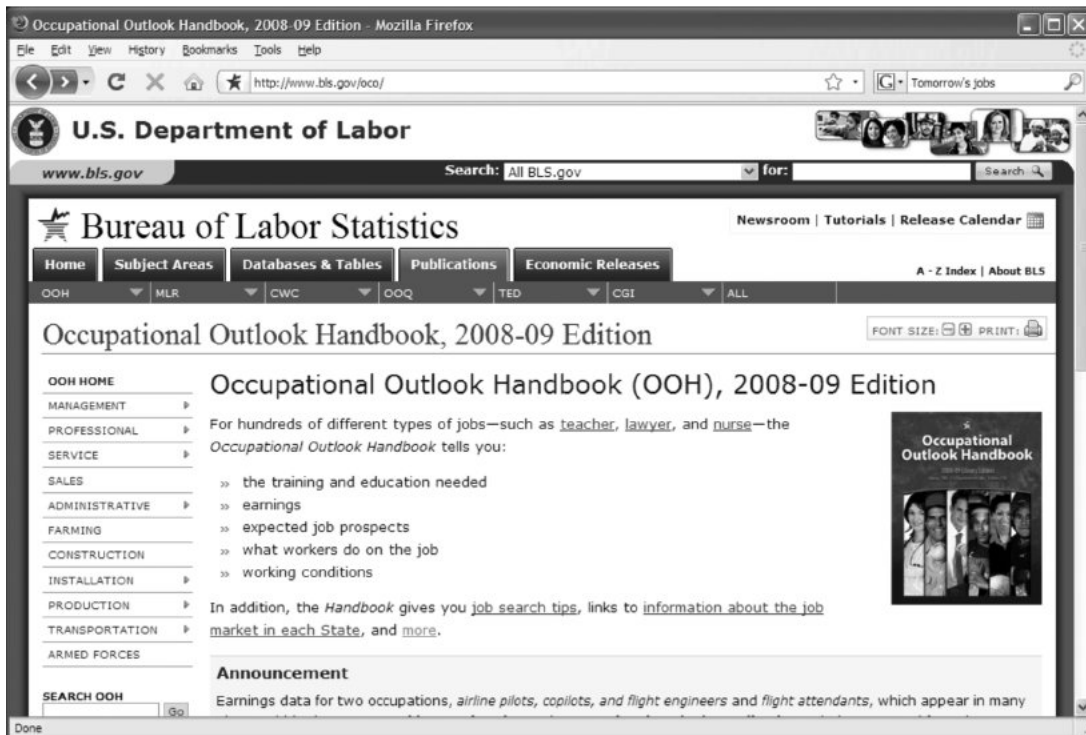 Occupational Outlook Handbook, 2008-09 Edition - Mozilla Firefox
File Edit View History Bookmarks Tools Help
http://www.bls.gov/oco/ G Tomorrow's jobs
U.S. Department of Labor
www.bls.gov Search: All BLS.gov for: Search
Bureau of Labor Statistics
Newsroom | Tutorials | Release Calendar
Home Subject Areas Databases & Tables Publications Economic Releases
A - Z Index | About BLS
OOH MLR CWC OOQ TED CGI ALL
Occupational Outlook Handbook, 2008-09 Edition
FONT SIZE: PRINT:
OOH HOME
MANAGEMENT
PROFESSIONAL
SERVICE
SALES
ADMINISTRATIVE
FARMING
CONSTRUCTION
INSTALLATION
PRODUCTION
TRANSPORTATION
ARMED FORCES
SEARCH OOH
Go
Occupational Outlook Handbook (OOH), 2008-09 Edition
For hundreds of different types of jobs—such as teacher, lawyer, and nurse—the
Occupational Outlook Handbook tells you:
» the training and education needed
» earnings
» expected job prospects
» what workers do on the job
» working conditions
In addition, the Handbook gives you job search tips, links to information about the job
market in each State, and more.
Occupational
Outlook Handbook
Announcement
Earnings data for two occupations, airline pilots, copilots, and flight engineers and flight attendants, which appear in many
Done